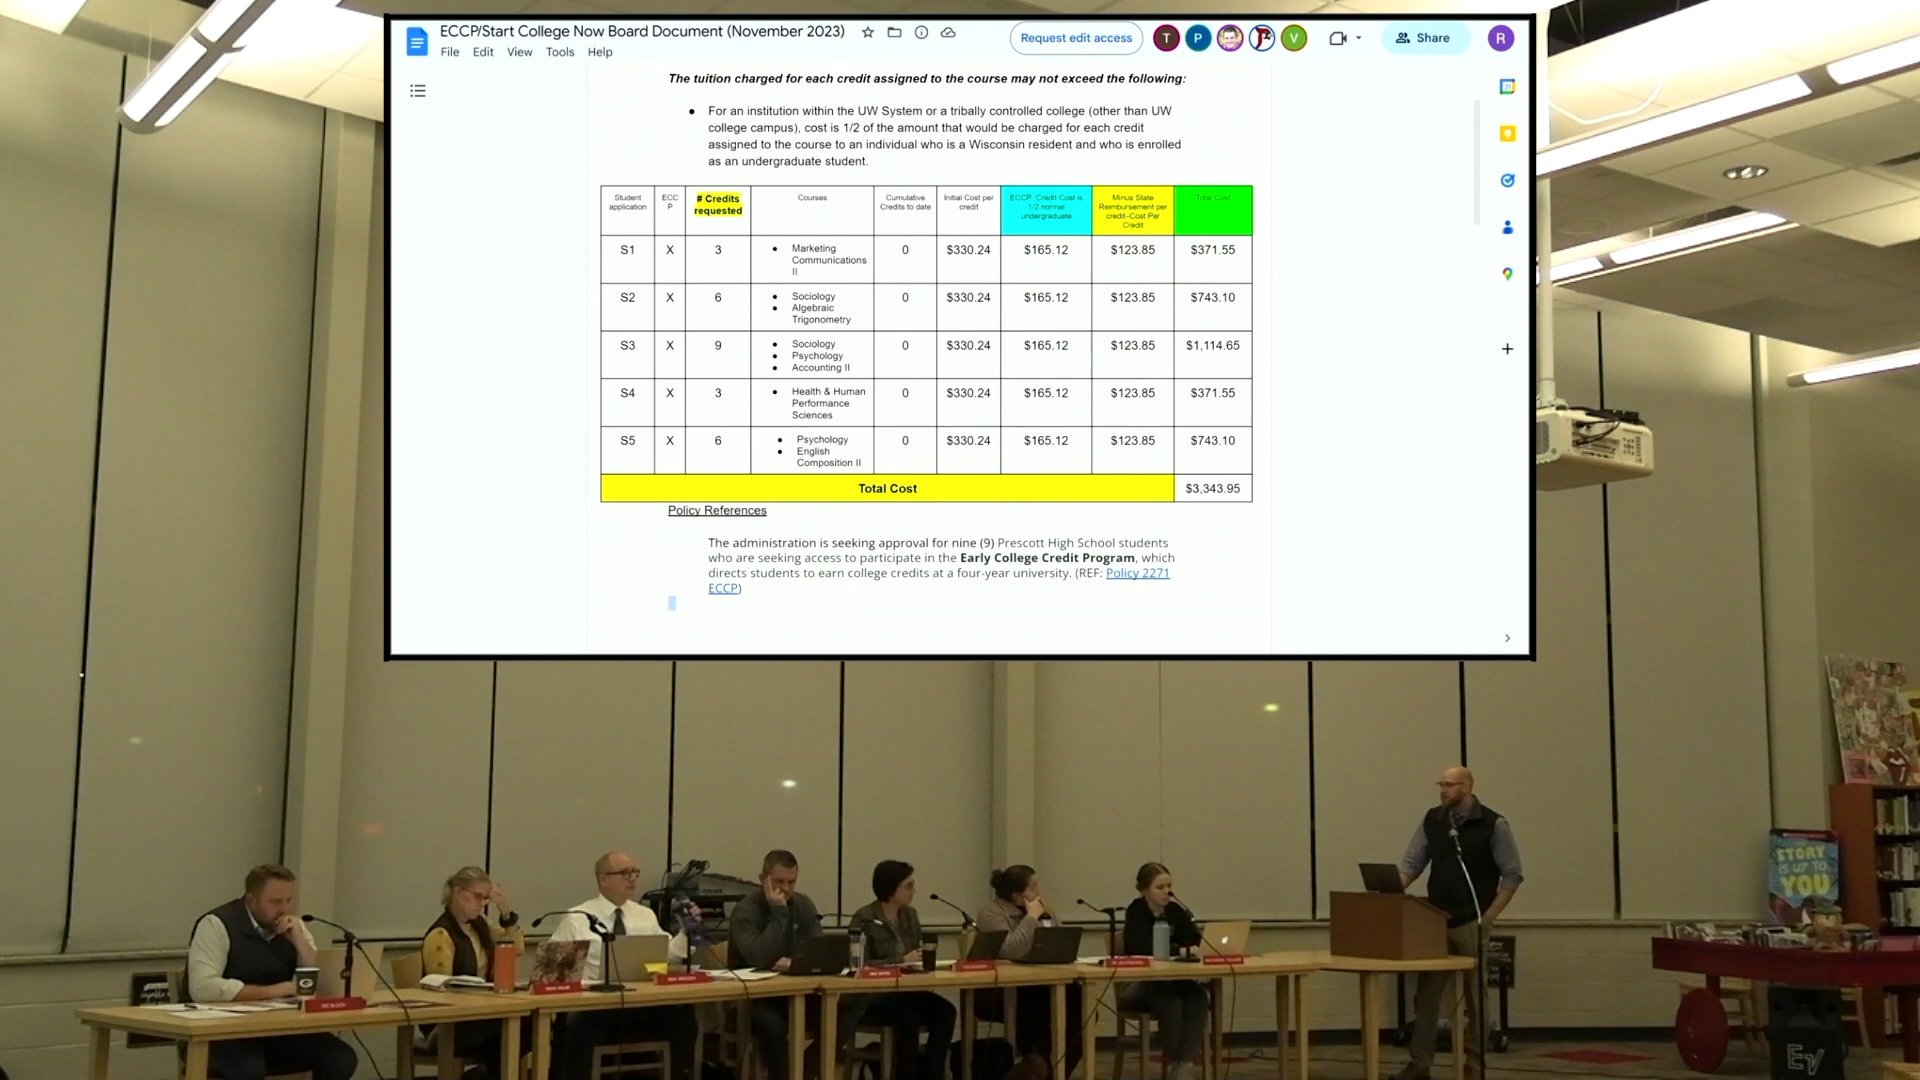 ECCP/Start College Now Board Document (November 2023)
File Edit View Tools Help
Request edit access
T P V
Share
R
The tuition charged for each credit assigned to the course may not exceed the following:
● For an institution within the UW System or a tribally controlled college (other than UW
college campus), cost is 1/2 of the amount that would be charged for each credit
assigned to the course to an individual who is a Wisconsin resident and who is enrolled
as an undergraduate student.
Student application ECCP # Credits requested Courses Cumulative Credits to date Initial Cost per credit ECCP: Credit Cost is 1/2 normal undergraduate Minus State Reimbursement per credit–Cost Per Credit Total Cost
S1 X 3 ● Marketing Communications II 0 $330.24 $165.12 $123.85 $371.55
S2 X 6 ● Sociology ● Algebraic Trigonometry 0 $330.24 $165.12 $123.85 $743.10
S3 X 9 ● Sociology ● Psychology ● Accounting II 0 $330.24 $165.12 $123.85 $1,114.65
S4 X 3 ● Health & Human Performance Sciences 0 $330.24 $165.12 $123.85 $371.55
S5 X 6 ● Psychology ● English Composition II 0 $330.24 $165.12 $123.85 $743.10
Total Cost $3,343.95
Policy References
The administration is seeking approval for nine (9) Prescott High School students
who are seeking access to participate in the Early College Credit Program, which
directs students to earn college credits at a four-year university. (REF: Policy 2271
ECCP)
STORY
IS UP TO
YOU
EV